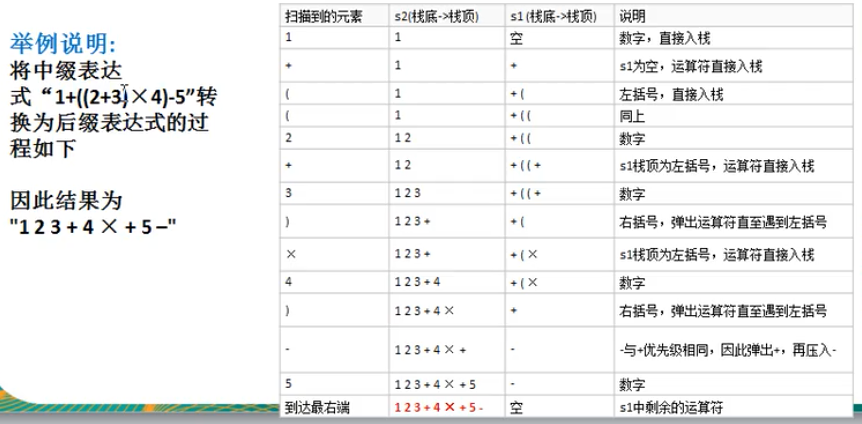 举例说明:
将中缀表达
式“1+((2+3)×4)-5”转
换为后缀表达式的过
程如下
因此结果为
"1 2 3 + 4 × + 5 –"
扫描到的元素 s2(栈底->栈顶) s1 (栈底->栈顶) 说明
1 1 空 数字，直接入栈
+ 1 + s1为空，运算符直接入栈
( 1 + ( 左括号，直接入栈
( 1 + ( ( 同上
2 1 2 + ( ( 数字
+ 1 2 + ( ( + s1栈顶为左括号，运算符直接入栈
3 1 2 3 + ( ( + 数字
) 1 2 3 + + ( 右括号，弹出运算符直至遇到左括号
× 1 2 3 + + ( × s1栈顶为左括号，运算符直接入栈
4 1 2 3 + 4 + ( × 数字
) 1 2 3 + 4 × + 右括号，弹出运算符直至遇到左括号
- 1 2 3 + 4 × + - -与+优先级相同，因此弹出+，再压入-
5 1 2 3 + 4 × + 5 - 数字
到达最右端 1 2 3 + 4 × + 5 - 空 s1中剩余的运算符